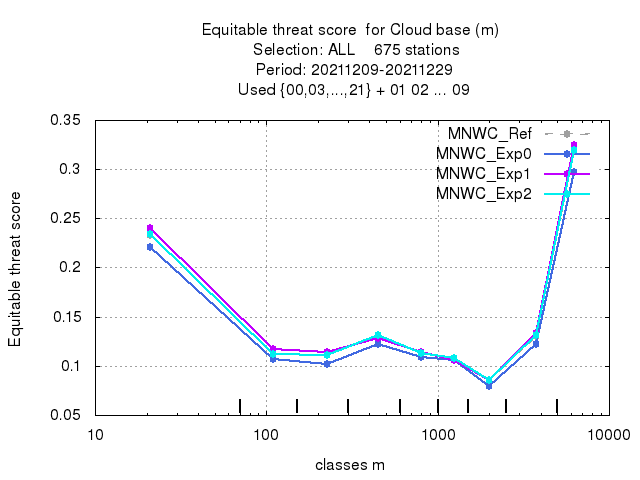 Equitable threat score  for Cloud base (m)
Selection: ALL    675 stations
Period: 20211209-20211229
Used {00,03,...,21} + 01 02 ... 09
MNWC_Ref
MNWC_Exp0
MNWC_Exp1
MNWC_Exp2
0.35
0.3
0.25
0.2
0.15
0.1
0.05
Equitable threat score
10
100
1000
10000
classes m